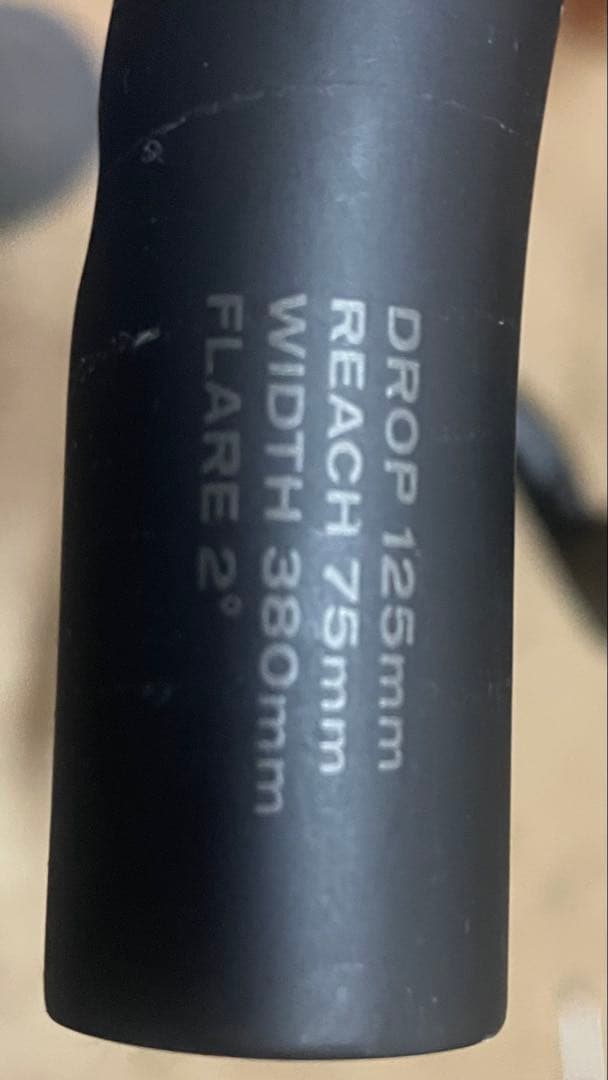 DROP 125mm
REACH 75mm
WIDTH 380mm
FLARE 2°